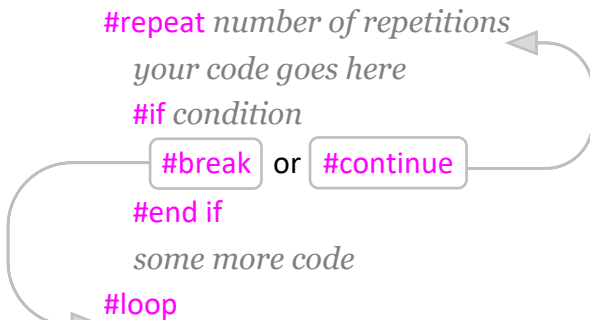 #repeat number of repetitions
your code goes here
#if condition
#break or #continue
#end if
some more code
#loop